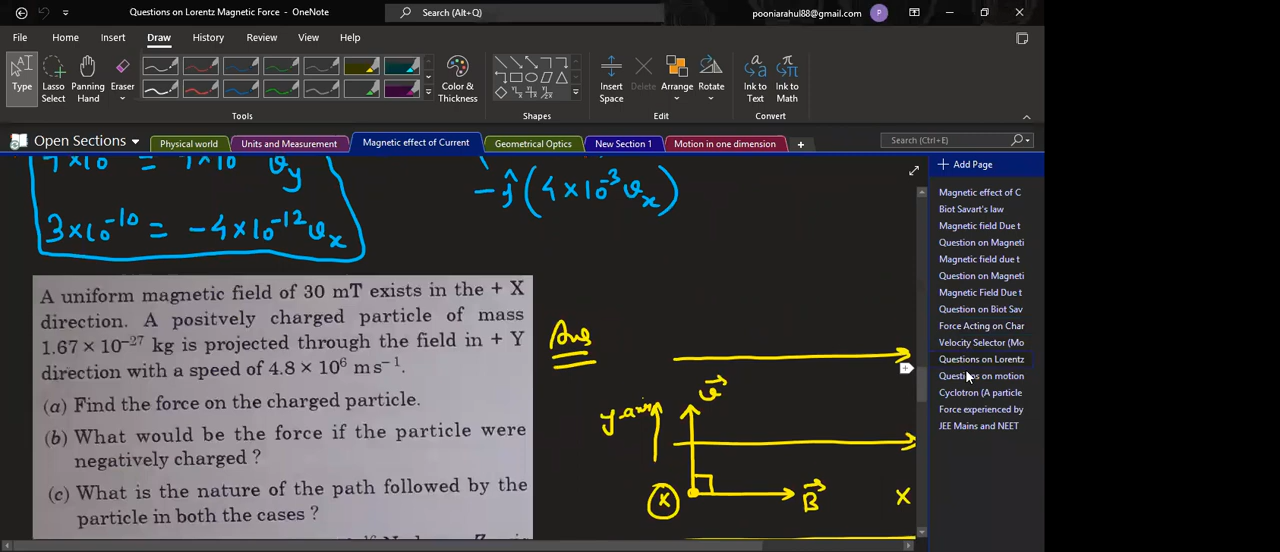 Questions on Lorentz Magnetic Force - OneNote
Search (Alt+Q)
pooniarahul88@gmail.com
P
File Home Insert Draw History Review View Help
Type
Lasso Select
Panning Hand
Eraser
Color & Thickness
Insert Space
Delete
Arrange
Rotate
Ink to Text
Ink to Math
Tools Shapes Edit Convert
Open Sections
Physical world
Units and Measurement
Magnetic effect of Current
Geometrical Optics
New Section 1
Motion in one dimension
Search (Ctrl+E)
3×10⁻¹⁰ = -4×10⁻¹² vₓ
-ĵ (4×10⁻³ vₓ)
A uniform magnetic field of 30 mT exists in the + X
direction. A positvely charged particle of mass
1.67 × 10⁻²⁷ kg is projected through the field in + Y
direction with a speed of 4.8 × 10⁶ ms⁻¹.
(a) Find the force on the charged particle.
(b) What would be the force if the particle were
negatively charged ?
(c) What is the nature of the path followed by the
particle in both the cases ?
Ans
y-axis
v⃗
B⃗
X
X
Add Page
Magnetic effect of C
Biot Savart's law
Magnetic field Due t
Question on Magneti
Magnetic field due t
Question on Magneti
Magnetic Field Due t
Question on Biot Sav
Force Acting on Char
Velocity Selector (Mo
Questions on Lorentz
Questions on motion
Cyclotron (A particle
Force experienced by
JEE Mains and NEET